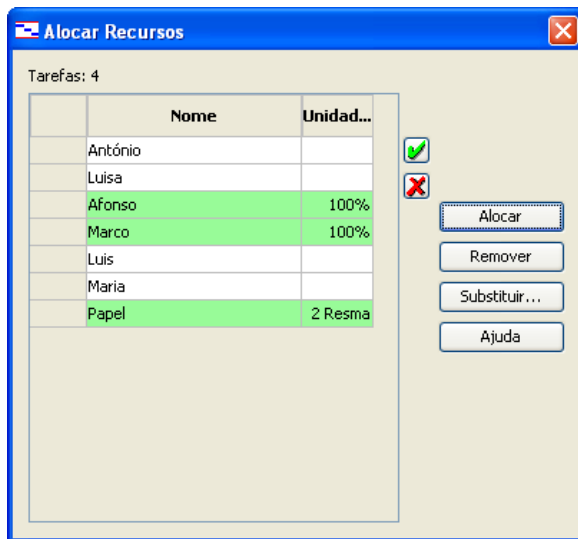 Alocar Recursos
Tarefas: 4
Nome Unidad...
António
Luisa
Afonso 100%
Marco 100%
Luis
Maria
Papel 2 Resma
Alocar
Remover
Substituir...
Ajuda